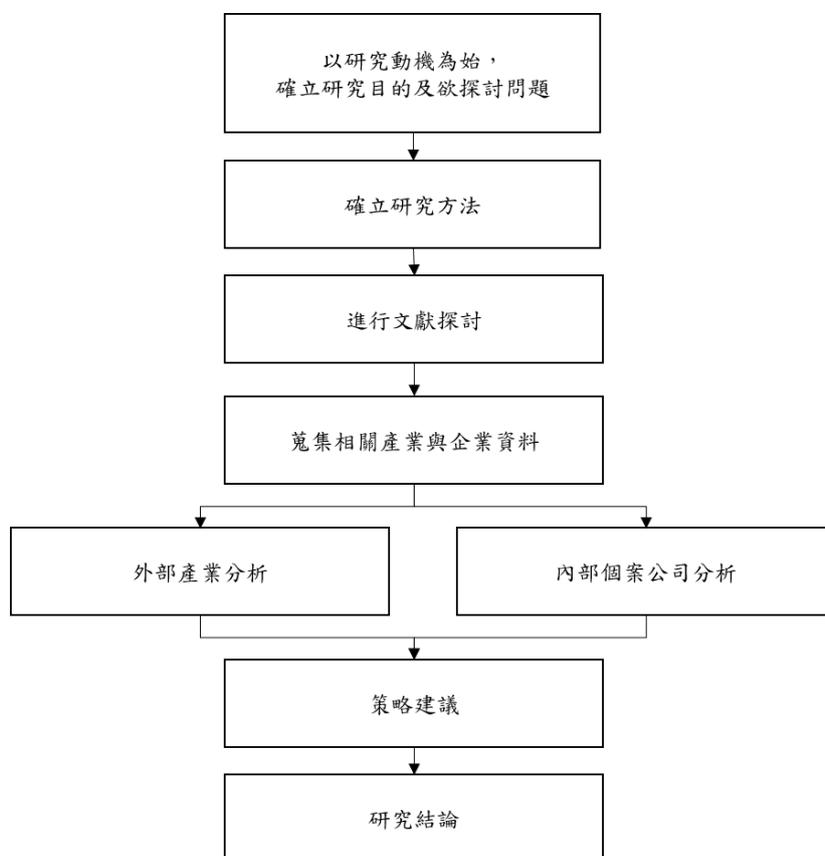 以研究動機為始，
確立研究目的及欲探討問題
確立研究方法
進行文獻探討
蒐集相關產業與企業資料
外部產業分析
內部個案公司分析
策略建議
研究結論